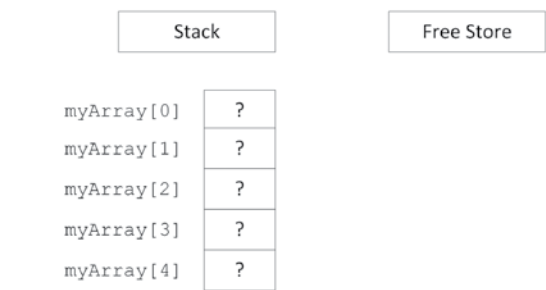 Stack Free Store
myArray[0] ?
myArray[1] ?
myArray[2] ?
myArray[3] ?
myArray[4] ?